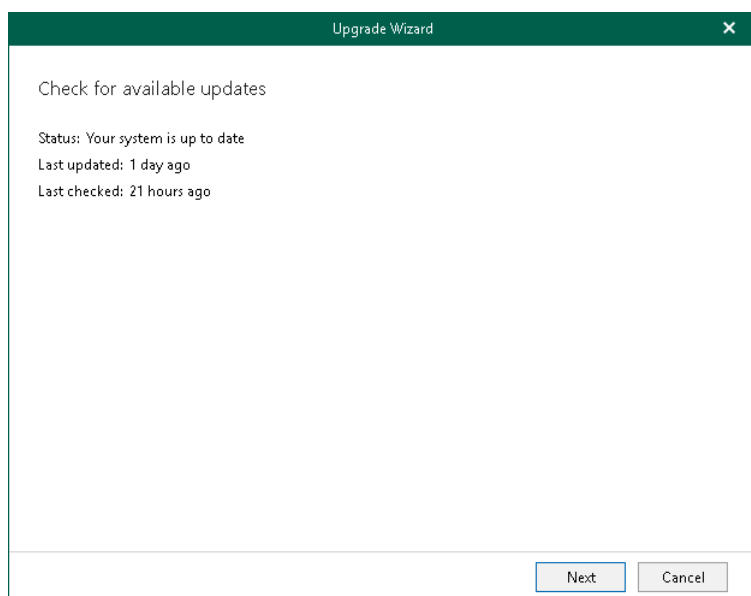 Upgrade Wizard
Check for available updates
Status: Your system is up to date
Last updated: 1 day ago
Last checked: 21 hours ago
Next
Cancel